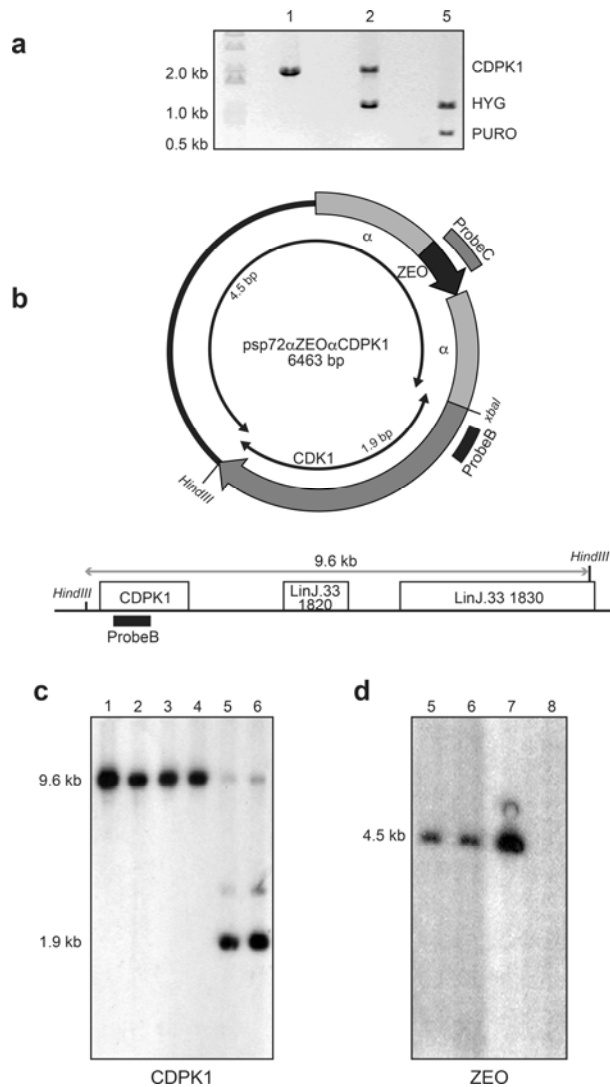 a
1 2 5
2.0 kb
1.0 kb
0.5 kb
CDPK1
HYG
PURO
b
α
ZEO
ProbeC
4.5 bp
psp72αZEOαCDPK1
6463 bp
α
xbaI
ProbeB
1.9 bp
CDK1
HindIII
9.6 kb
HindIII
HindIII
CDPK1
LinJ.33
1820
LinJ.33 1830
ProbeB
c
1 2 3 4 5 6
9.6 kb
1.9 kb
CDPK1
d
5 6 7 8
4.5 kb
ZEO